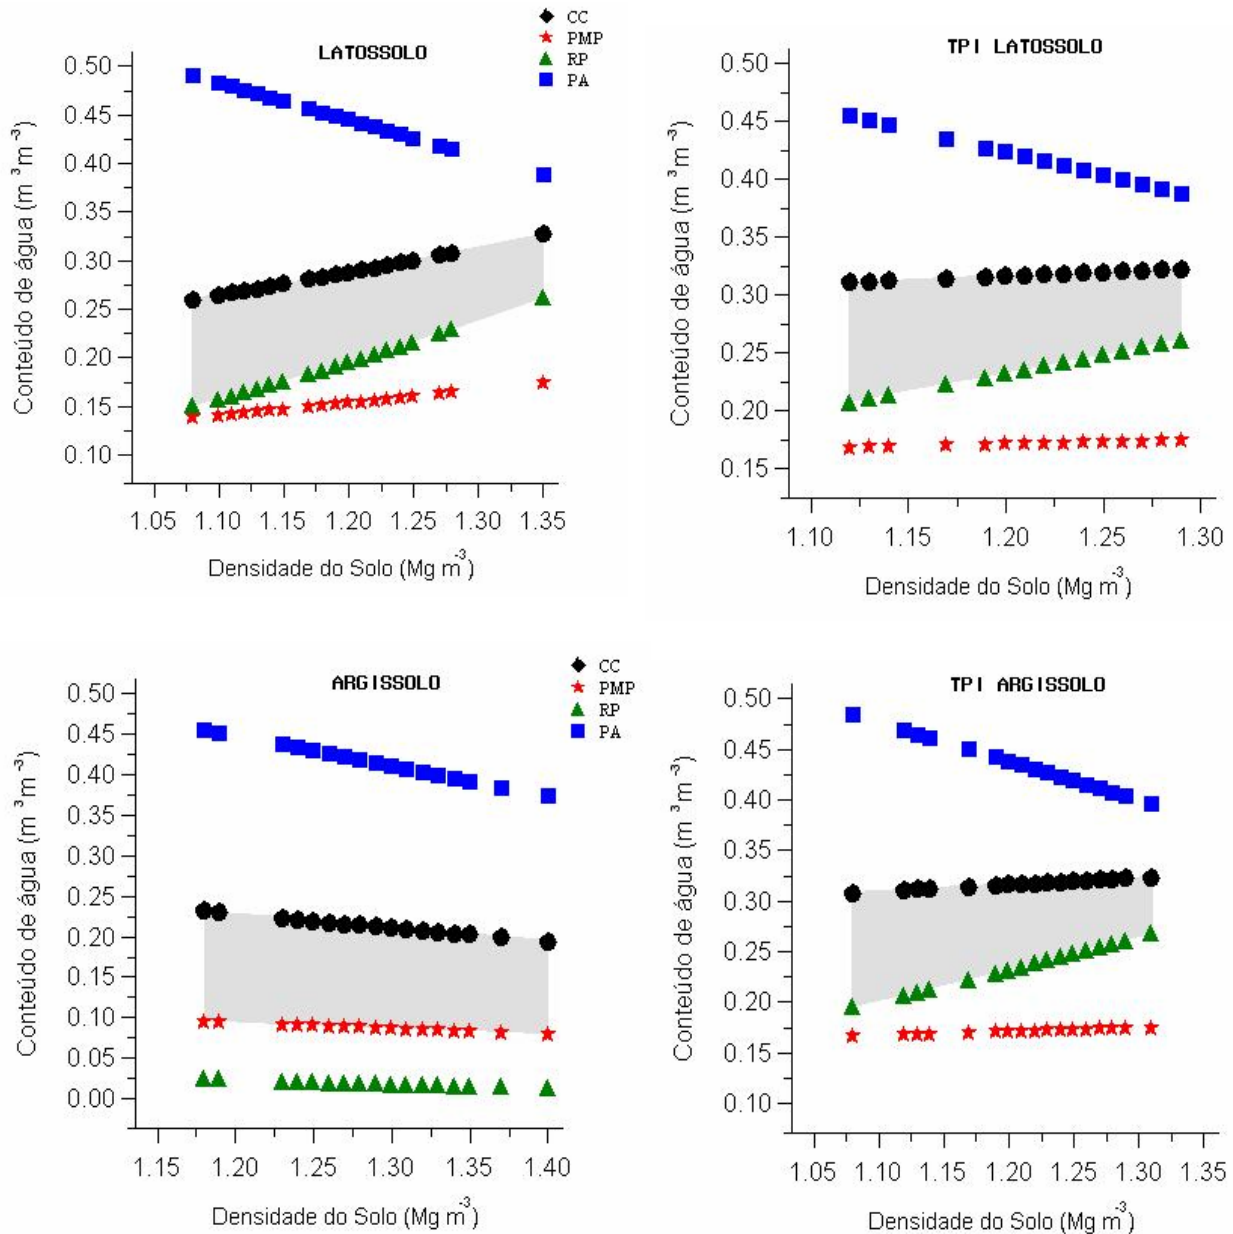 CC
PMP
RP
PA
LATOSSOLO
Conteúdo de água (m³m⁻³)
0.50
0.45
0.40
0.35
0.30
0.25
0.20
0.15
0.10
1.05 1.10 1.15 1.20 1.25 1.30 1.35
Densidade do Solo (Mg m⁻³)
TPI LATOSSOLO
Conteúdo de água (m³m⁻³)
0.50
0.45
0.40
0.35
0.30
0.25
0.20
0.15
1.10 1.15 1.20 1.25 1.30
Densidade do Solo (Mg m⁻³)
ARGISSOLO
CC
PMP
RP
PA
Conteúdo de água (m³m⁻³)
0.50
0.45
0.40
0.35
0.30
0.25
0.20
0.15
0.10
0.05
0.00
1.15 1.20 1.25 1.30 1.35 1.40
Densidade do Solo (Mg m⁻³)
TPI ARGISSOLO
Conteúdo de água (m³m⁻³)
0.50
0.45
0.40
0.35
0.30
0.25
0.20
0.15
0.10
1.05 1.10 1.15 1.20 1.25 1.30 1.35
Densidade do Solo (Mg m⁻³)